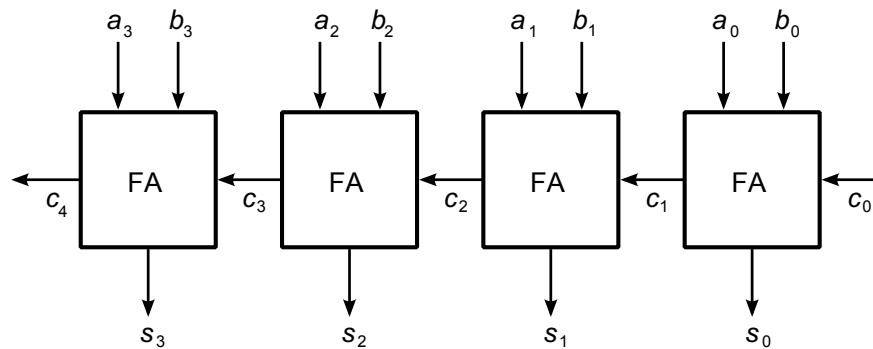 a3 b3 a2 b2 a1 b1 a0 b0
FA FA FA FA
c4 c3 c2 c1 c0
s3 s2 s1 s0